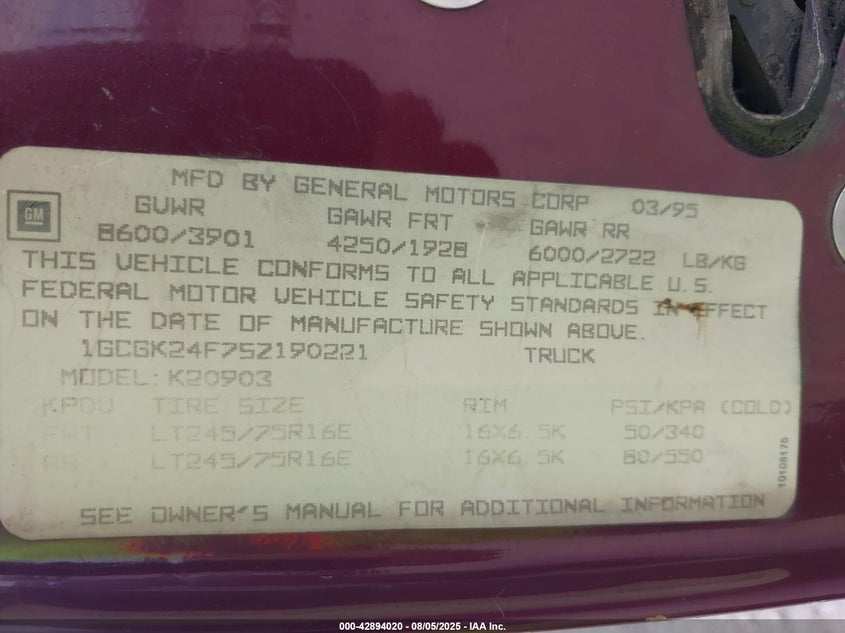 MFD BY GENERAL MOTORS CORP 03/95
GM
GVWR GAWR FRT GAWR RR
8600/3901 4250/1928 6000/2722 LB/KG
THIS VEHICLE CONFORMS TO ALL APPLICABLE U.S.
FEDERAL MOTOR VEHICLE SAFETY STANDARDS IN EFFECT
ON THE DATE OF MANUFACTURE SHOWN ABOVE.
1GCGK24F7SZ190221 TRUCK
MODEL: K20903
KPDU TIRE SIZE RIM PSI/KPA (COLD)
FRT LT245/75R16E 16X6.5K 50/340
RR LT245/75R16E 16X6.5K 80/550
10106175
SEE OWNER'S MANUAL FOR ADDITIONAL INFORMATION
000-42894020 - 08/05/2025 - IAA Inc.